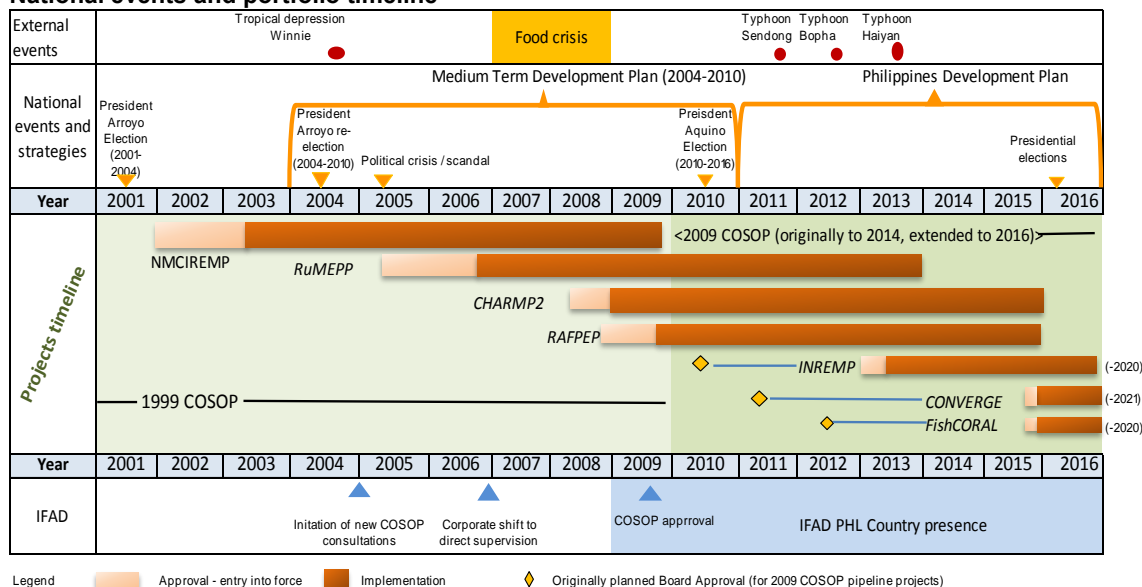 National events and portfolio timeline
External
events
Tropical depression
Winnie
Food crisis
Typhoon
Sendong
Typhoon
Bopha
Typhoon
Haiyan
National
events and
strategies
Medium Term Development Plan (2004-2010)
Philippines Development Plan
President
Arroyo
Election
(2001-
2004)
President
Arroyo re-
election
(2004-2010)
Political crisis / scandal
Preisdent
Aquino
Election
(2010-2016)
Presidential
elections
Year 2001 2002 2003 2004 2005 2006 2007 2008 2009 2010 2011 2012 2013 2014 2015 2016
Projects timeline
<2009 COSOP (originally to 2014, extended to 2016)>
NMCIREMP
RuMEPP
CHARMP2
RAFPEP
INREMP (-2020)
CONVERGE (-2021)
1999 COSOP
FishCORAL (-2020)
Year 2001 2002 2003 2004 2005 2006 2007 2008 2009 2010 2011 2012 2013 2014 2015 2016
IFAD
Initation of new COSOP
consultations
Corporate shift to
direct supervision
COSOP apprroval
IFAD PHL Country presence
Legend Approval - entry into force Implementation Originally planned Board Approval (for 2009 COSOP pipeline projects)